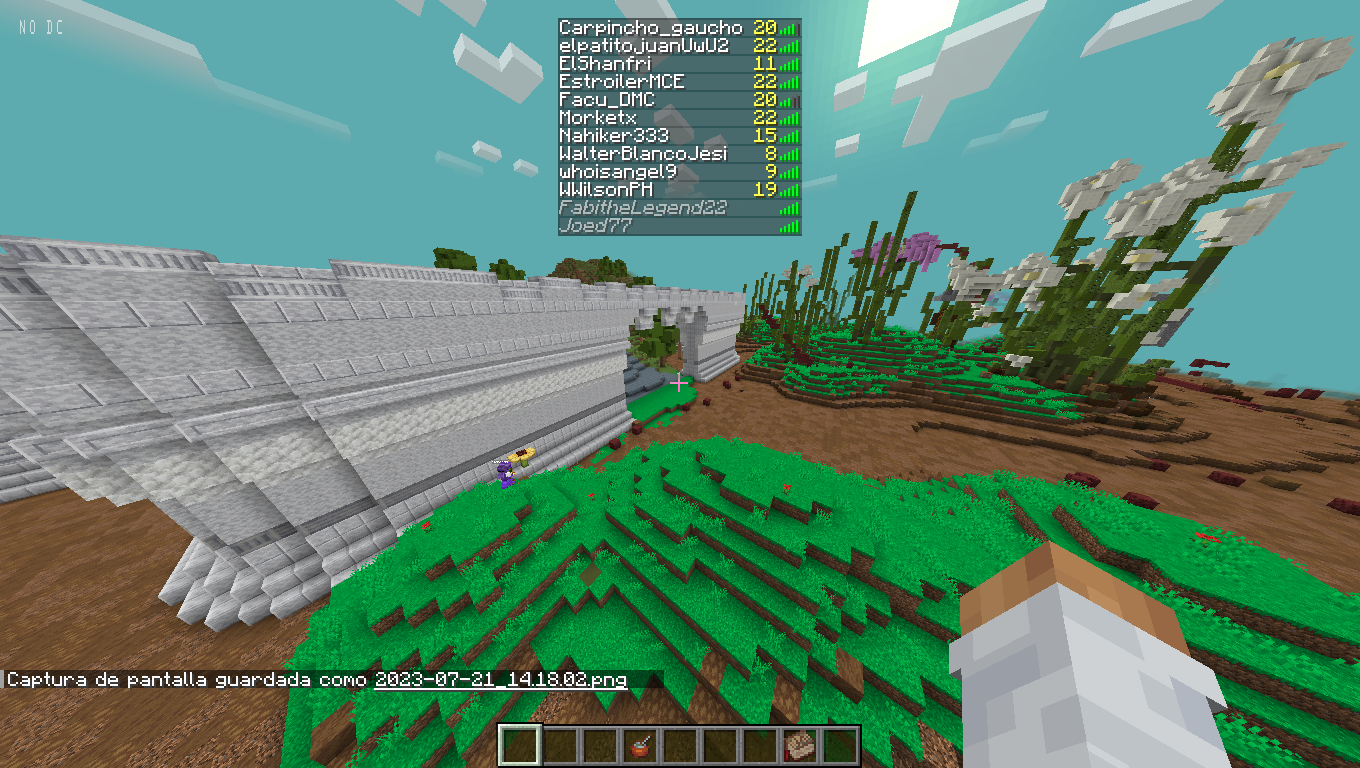 NO DC
Carpincho_gaucho 20
elpatitojuanUwU2 22
ElShanfri 11
EstroilerMCE 22
Facu_DMC 20
Morketx 22
Nahiker333 15
WalterBlancoJesi 8
whoisangel9 9
WWilsonPH 19
FabitheLegend22
Joed77
Captura de pantalla guardada como 2023-07-21_14.18.02.png